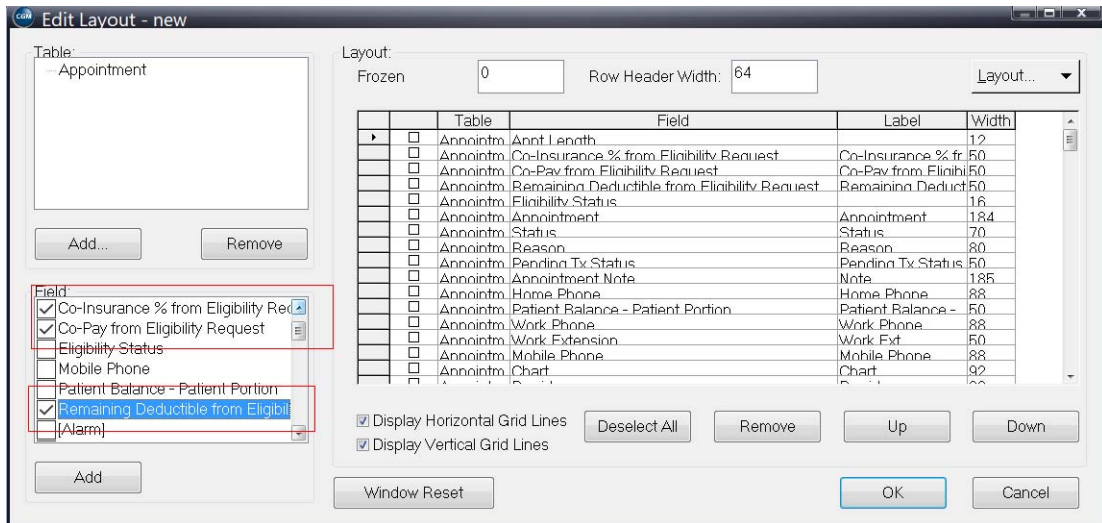 CGM Edit Layout - new
Table:
Appointment
Add...
Remove
Field:
Co-Insurance % from Eligibility Rec
Co-Pay from Eligibility Request
Eligibility Status
Mobile Phone
Patient Balance - Patient Portion
Remaining Deductible from Eligibil
[Alarm]
Add
Layout:
Frozen 0 Row Header Width: 64 Layout...
Table Field Label Width
Appointm Appt Length 12
Appointm Co-Insurance % from Eligibility Request Co-Insurance % fr 50
Appointm Co-Pay from Eligibility Request Co-Pay from Eligibi 50
Appointm Remaining Deductible from Eligibility Request Remaining Deduct 50
Appointm Eligibility Status 16
Appointm Appointment Appointment 184
Appointm Status Status 70
Appointm Reason Reason 80
Appointm Pending Tx Status Pending Tx Status 50
Appointm Appointment Note Note 185
Appointm Home Phone Home Phone 88
Appointm Patient Balance - Patient Portion Patient Balance - 50
Appointm Work Phone Work Phone 88
Appointm Work Extension Work Ext 50
Appointm Mobile Phone Mobile Phone 88
Appointm Chart Chart 92
Display Horizontal Grid Lines
Display Vertical Grid Lines
Deselect All
Remove
Up
Down
Window Reset
OK
Cancel